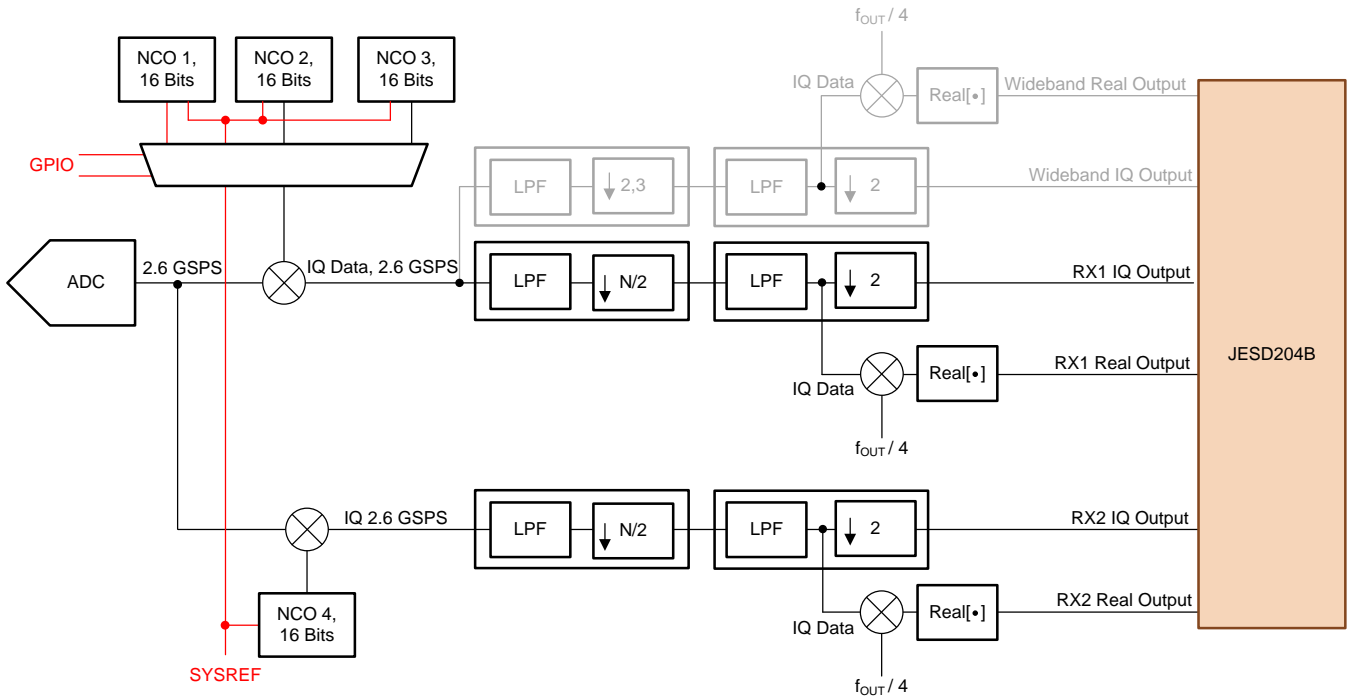 f_OUT / 4
NCO 1,
16 Bits
NCO 2,
16 Bits
NCO 3,
16 Bits
IQ Data
Real[•]
Wideband Real Output
GPIO
LPF
2,3
LPF
2
Wideband IQ Output
ADC
2.6 GSPS
IQ Data, 2.6 GSPS
LPF
N/2
LPF
2
RX1 IQ Output
JESD204B
IQ Data
Real[•]
RX1 Real Output
f_OUT / 4
IQ 2.6 GSPS
LPF
N/2
LPF
2
RX2 IQ Output
NCO 4,
16 Bits
IQ Data
Real[•]
RX2 Real Output
SYSREF
f_OUT / 4